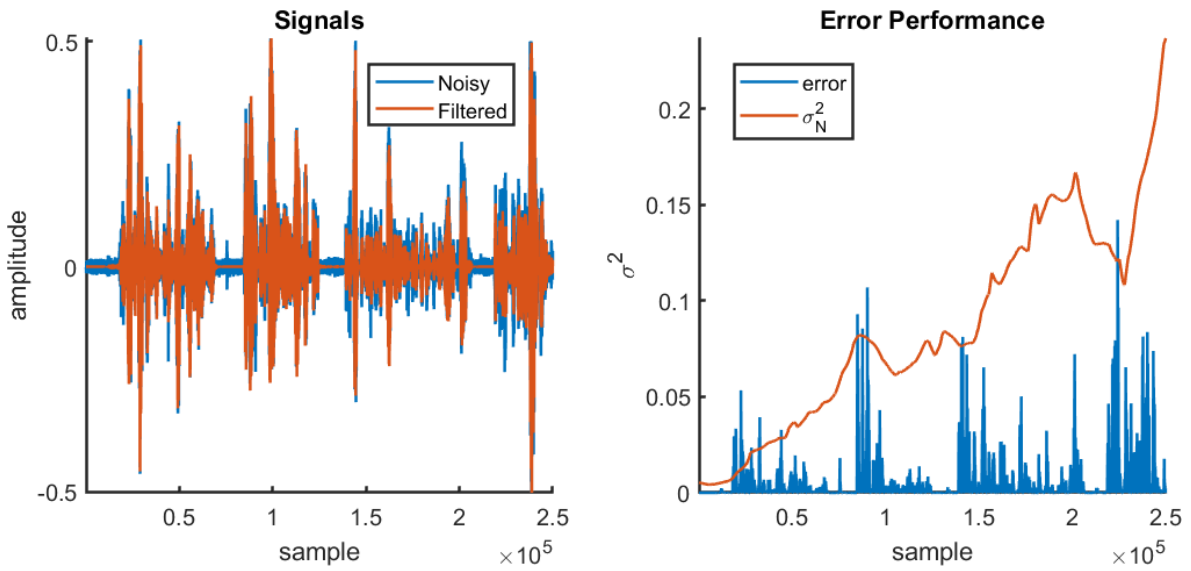 Signals
0.5
0
-0.5
amplitude
Noisy
Filtered
0.5
1
1.5
2
2.5
sample
×10^5
Error Performance
0.2
0.15
0.1
0.05
0
σ^2
error
σ_N^2
0.5
1
1.5
2
2.5
sample
×10^5